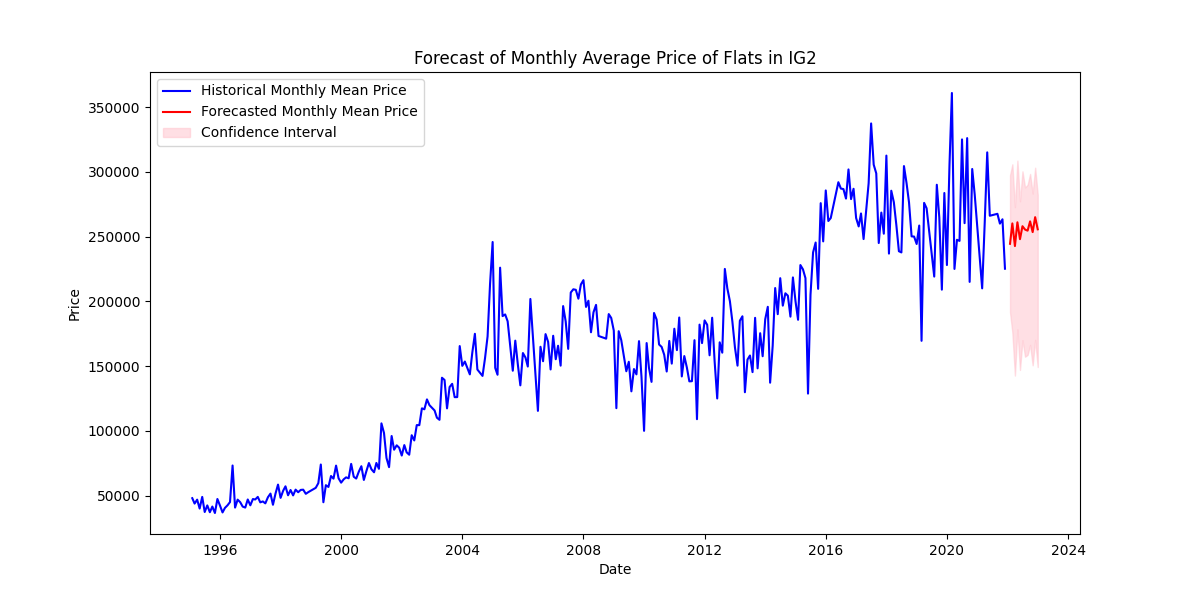 Forecast of Monthly Average Price of Flats in IG2
Historical Monthly Mean Price
Forecasted Monthly Mean Price
Confidence Interval
350000
300000
250000
200000
150000
100000
50000
Price
1996 2000 2004 2008 2012 2016 2020 2024
Date